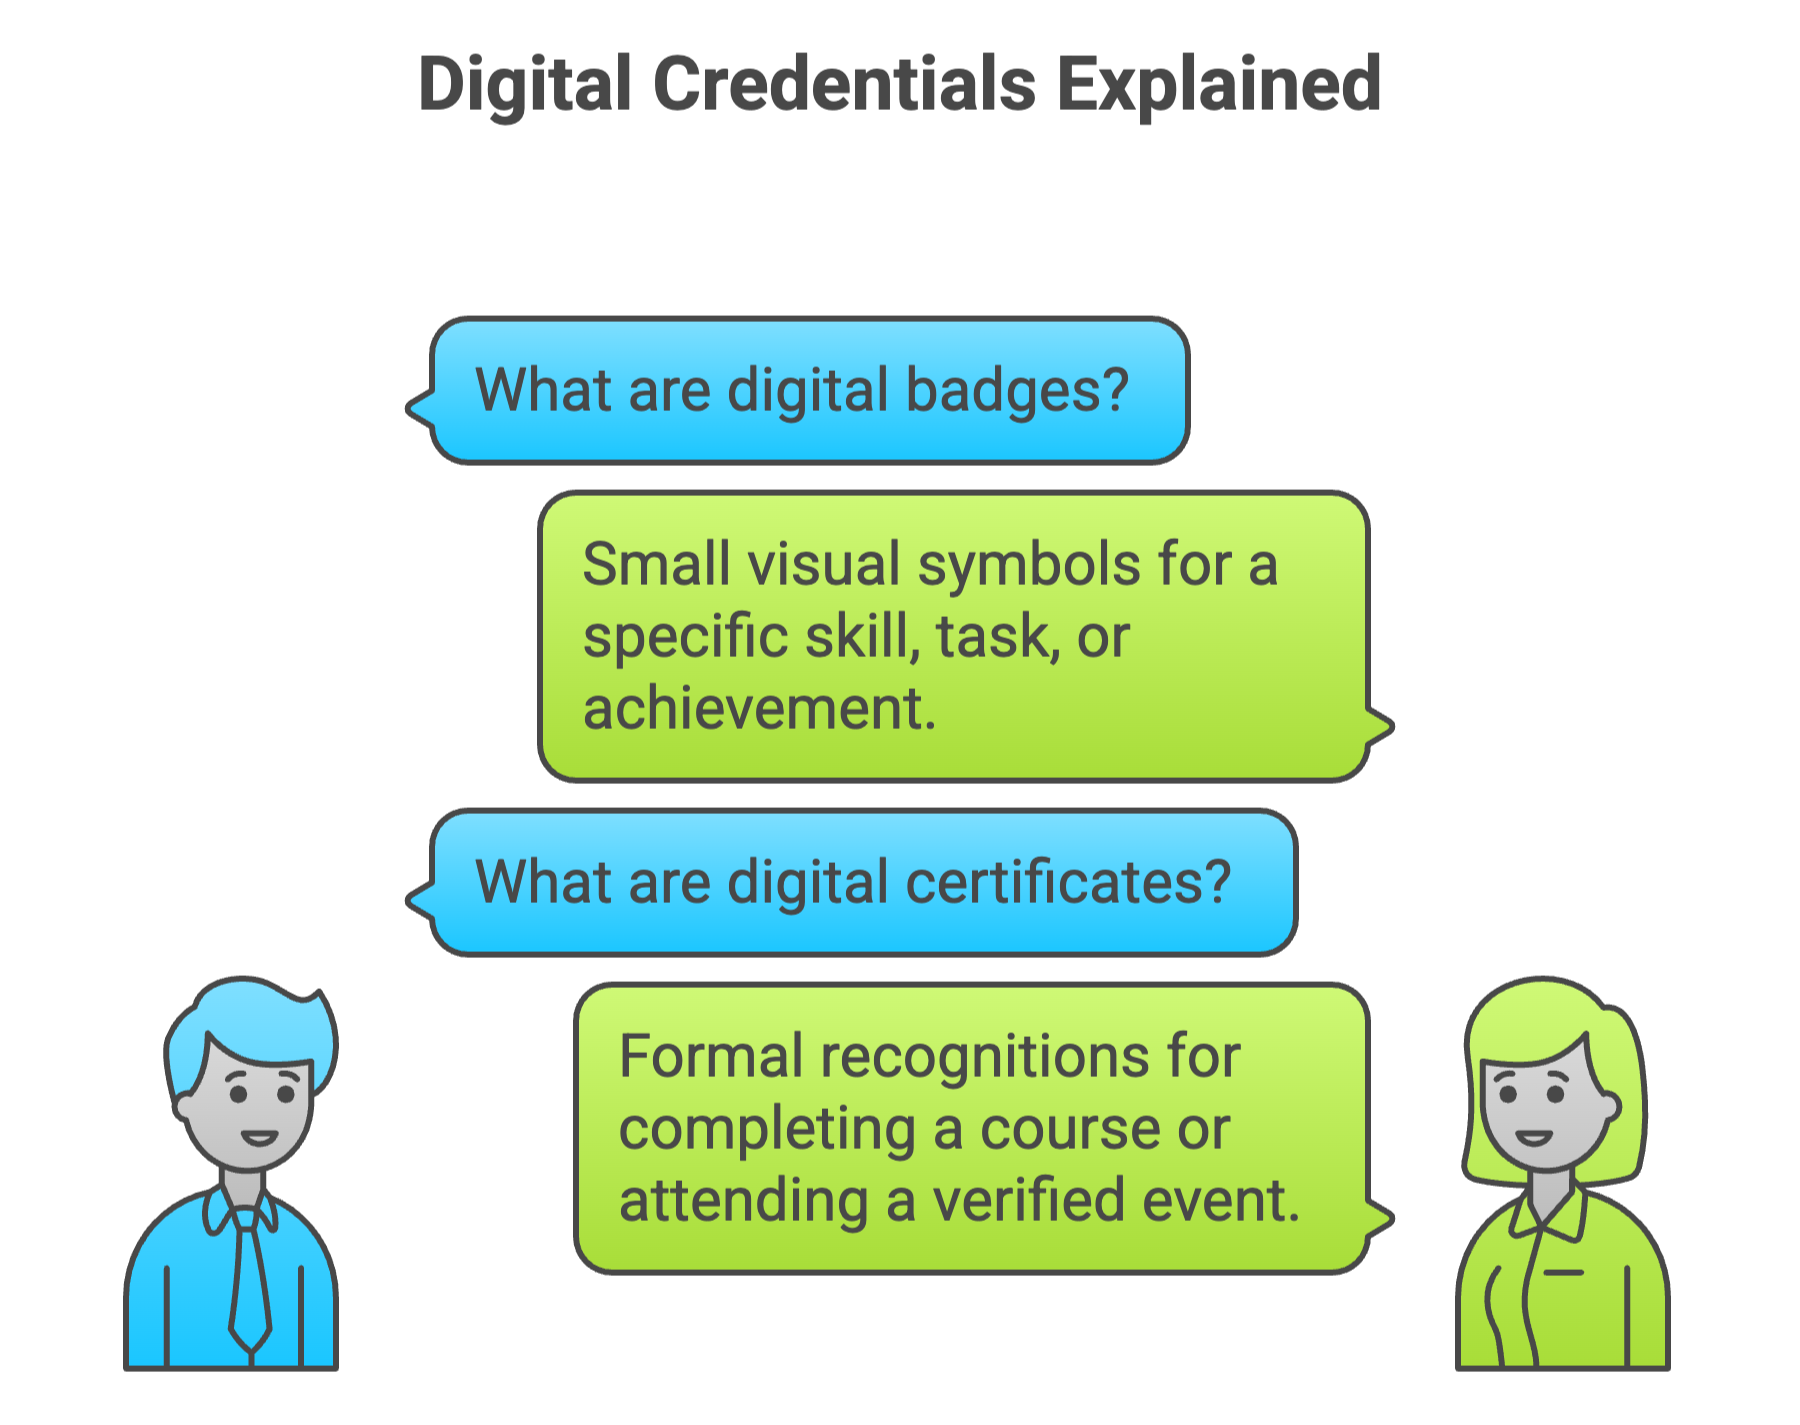 Digital Credentials Explained
What are digital badges?
Small visual symbols for a
specific skill, task, or
achievement.
What are digital certificates?
Formal recognitions for
completing a course or
attending a verified event.